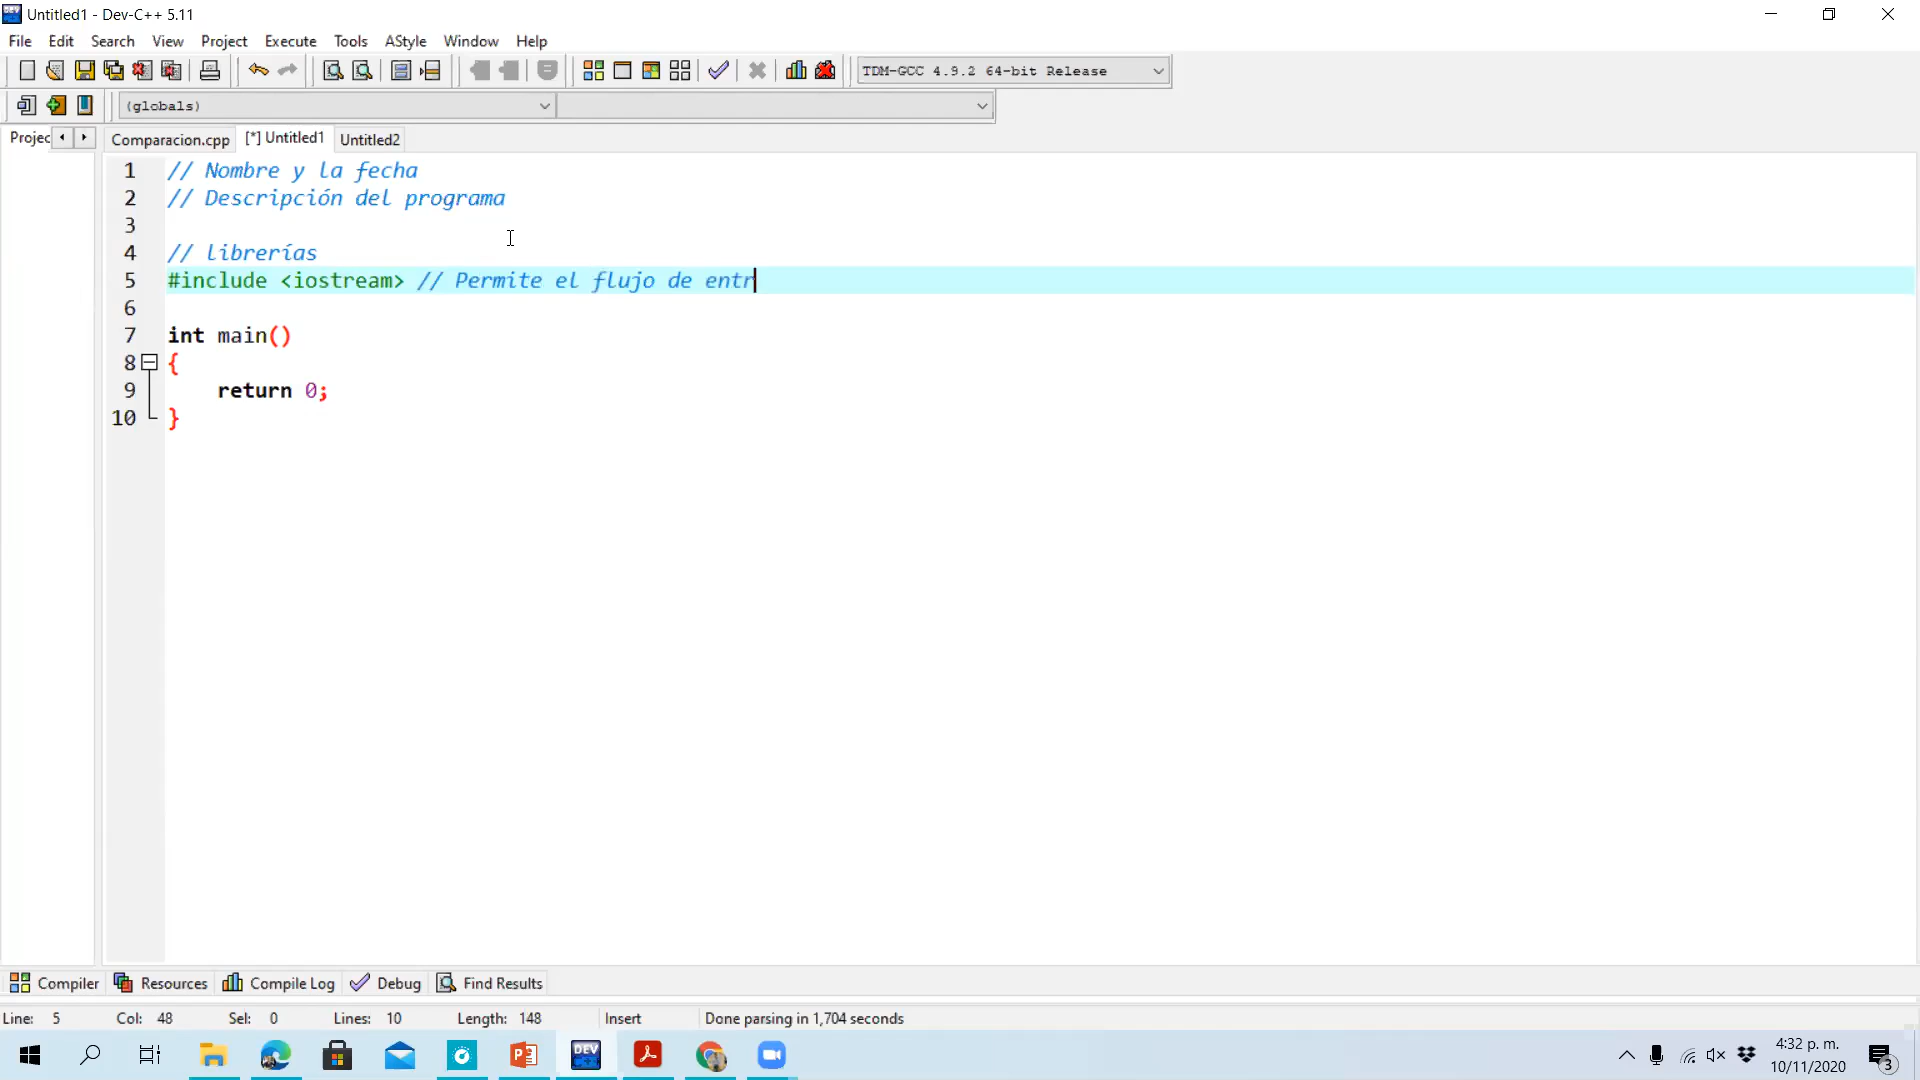 Untitled1 - Dev-C++ 5.11
File Edit Search View Project Execute Tools AStyle Window Help
TDM-GCC 4.9.2 64-bit Release
(globals)
Projec Comparacion.cpp [*] Untitled1 Untitled2
1 // Nombre y la fecha
2 // Descripción del programa
3
4 // librerías
5 #include <iostream> // Permite el flujo de entr
6
7 int main()
8 {
9 return 0;
10 }
Compiler Resources Compile Log Debug Find Results
Line: 5 Col: 48 Sel: 0 Lines: 10 Length: 148 Insert Done parsing in 1,704 seconds
DEV C++
4:32 p. m.
10/11/2020
3